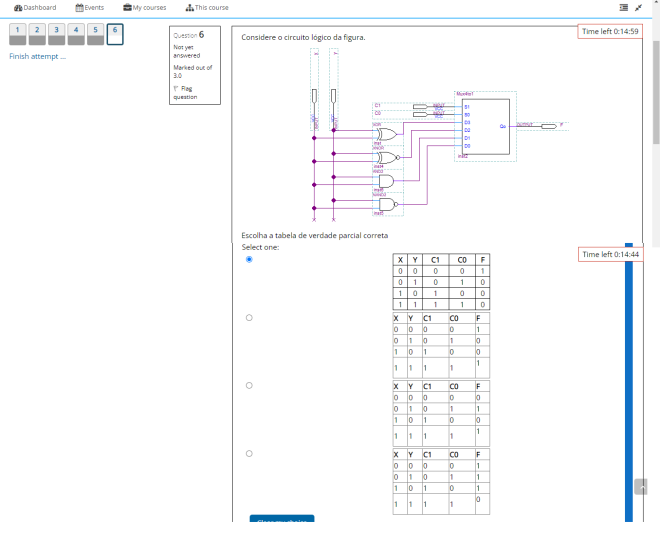 Dashboard Events My courses This course
1 2 3 4 5 6
Finish attempt ...
Question 6
Not yet
answered
Marked out of
3.0
Flag
question
Time left 0:14:59
Considere o circuito lógico da figura.
X Y
C1
C0
INPUT
VCC
INPUT
VCC
Mux4to1
S1
S0
D3
D2
D1
D0
Qo
OUTPUT
F
XOR
XNOR
inst4
inst2
inst5
Escolha a tabela de verdade parcial correta
Select one:
Time left 0:14:44
X Y C1 C0 F
0 0 0 0 1
0 1 0 1 0
1 0 1 0 0
1 1 1 1 0
X Y C1 C0 F
0 0 0 0 1
0 1 0 1 0
1 0 1 0 0
1 1 1 1 1
X Y C1 C0 F
0 0 0 0 0
0 1 0 1 1
1 0 1 0 0
1 1 1 1 1
X Y C1 C0 F
0 0 0 0 1
0 1 0 1 1
1 0 1 0 1
1 1 1 1 0